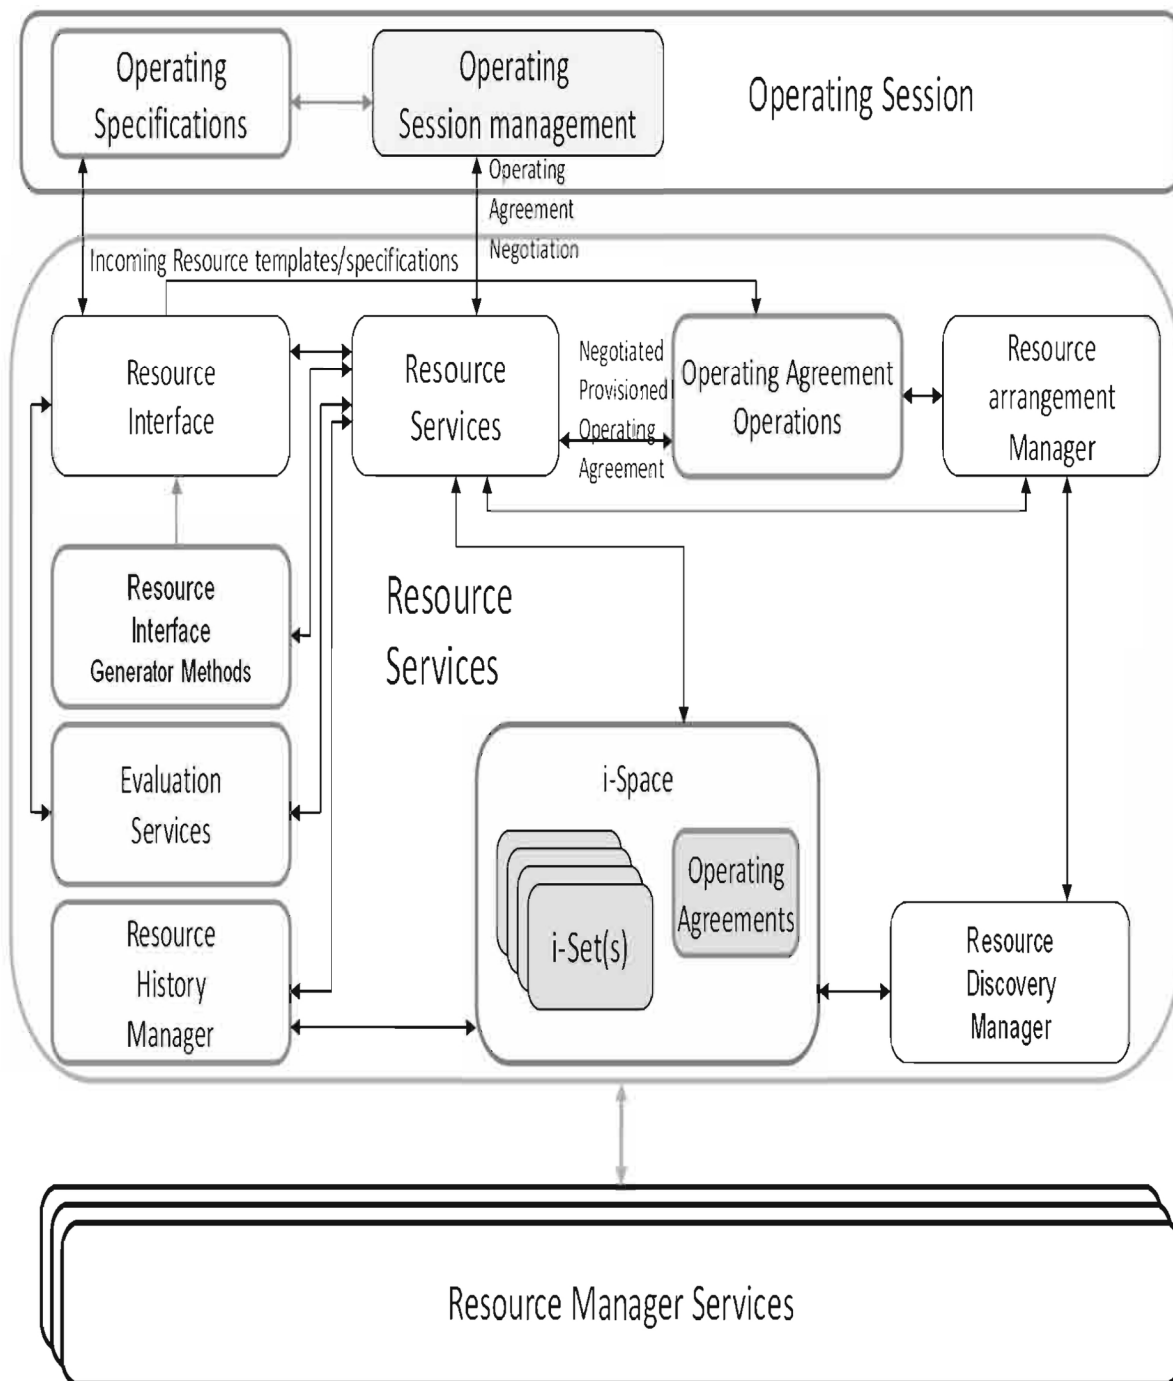 Operating
Specifications
Operating
Session management
Operating Session
Operating
Agreement
Negotiation
Incoming Resource templates/specifications
Resource
Interface
Resource
Services
Negotiated
Provisioned
Operating
Agreement
Operating Agreement
Operations
Resource
arrangement
Manager
Resource
Interface
Generator Methods
Resource
Services
Evaluation
Services
i-Space
i-Set(s)
Operating
Agreements
Resource
History
Manager
Resource
Discovery
Manager
Resource Manager Services